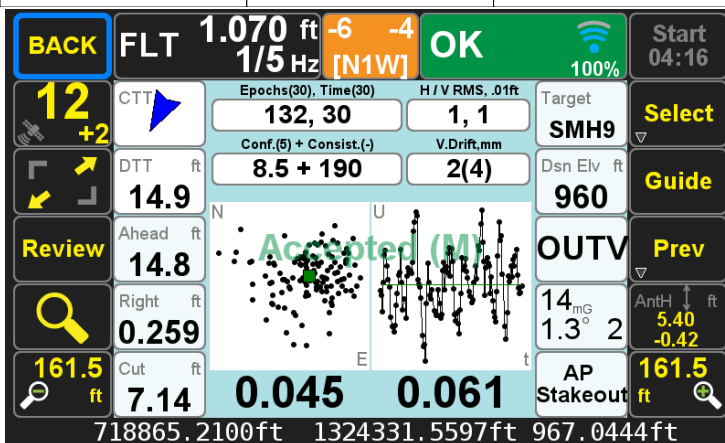 BACK
FLT 1.070 ft
1/5 Hz
-6 -4
[N1W]
OK
100%
Start
04:16
12
+2
CTT
Epochs(30), Time(30)
132, 30
H / V RMS, .01ft
1, 1
Target
SMH9
Select
Conf.(5) + Consist.(-)
8.5 + 190
V.Drift,mm
2(4)
DTT ft
14.9
Dsn Elv ft
960
Guide
Review
Ahead ft
14.8
N
U
Accepted (M)
E
t
OUTV
Prev
Right ft
0.259
14mG
1.3° 2
AntH ft
5.40
-0.42
161.5
ft
Cut ft
7.14
0.045
0.061
AP
Stakeout
161.5
ft
718865.2100ft 1324331.5597ft 967.0444ft